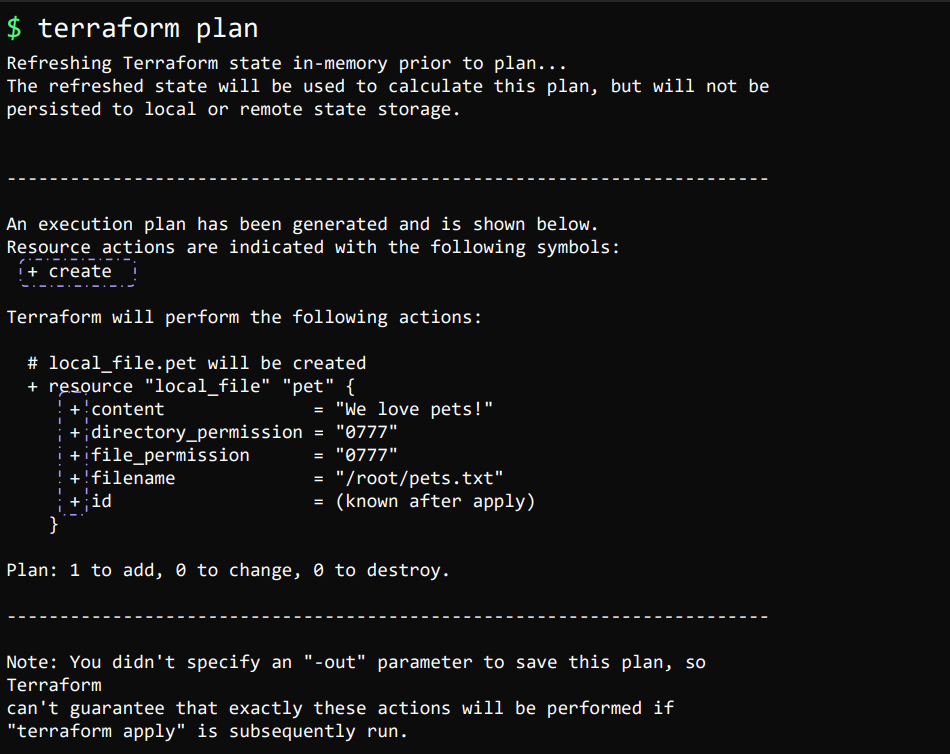 $ terraform plan
Refreshing Terraform state in-memory prior to plan...
The refreshed state will be used to calculate this plan, but will not be
persisted to local or remote state storage.
------------------------------------------------------------------------
An execution plan has been generated and is shown below.
Resource actions are indicated with the following symbols:
  + create
Terraform will perform the following actions:
  # local_file.pet will be created
  + resource "local_file" "pet" {
      + content              = "We love pets!"
      + directory_permission = "0777"
      + file_permission      = "0777"
      + filename             = "/root/pets.txt"
      + id                   = (known after apply)
    }
Plan: 1 to add, 0 to change, 0 to destroy.
------------------------------------------------------------------------
Note: You didn't specify an "-out" parameter to save this plan, so
Terraform
can't guarantee that exactly these actions will be performed if
"terraform apply" is subsequently run.